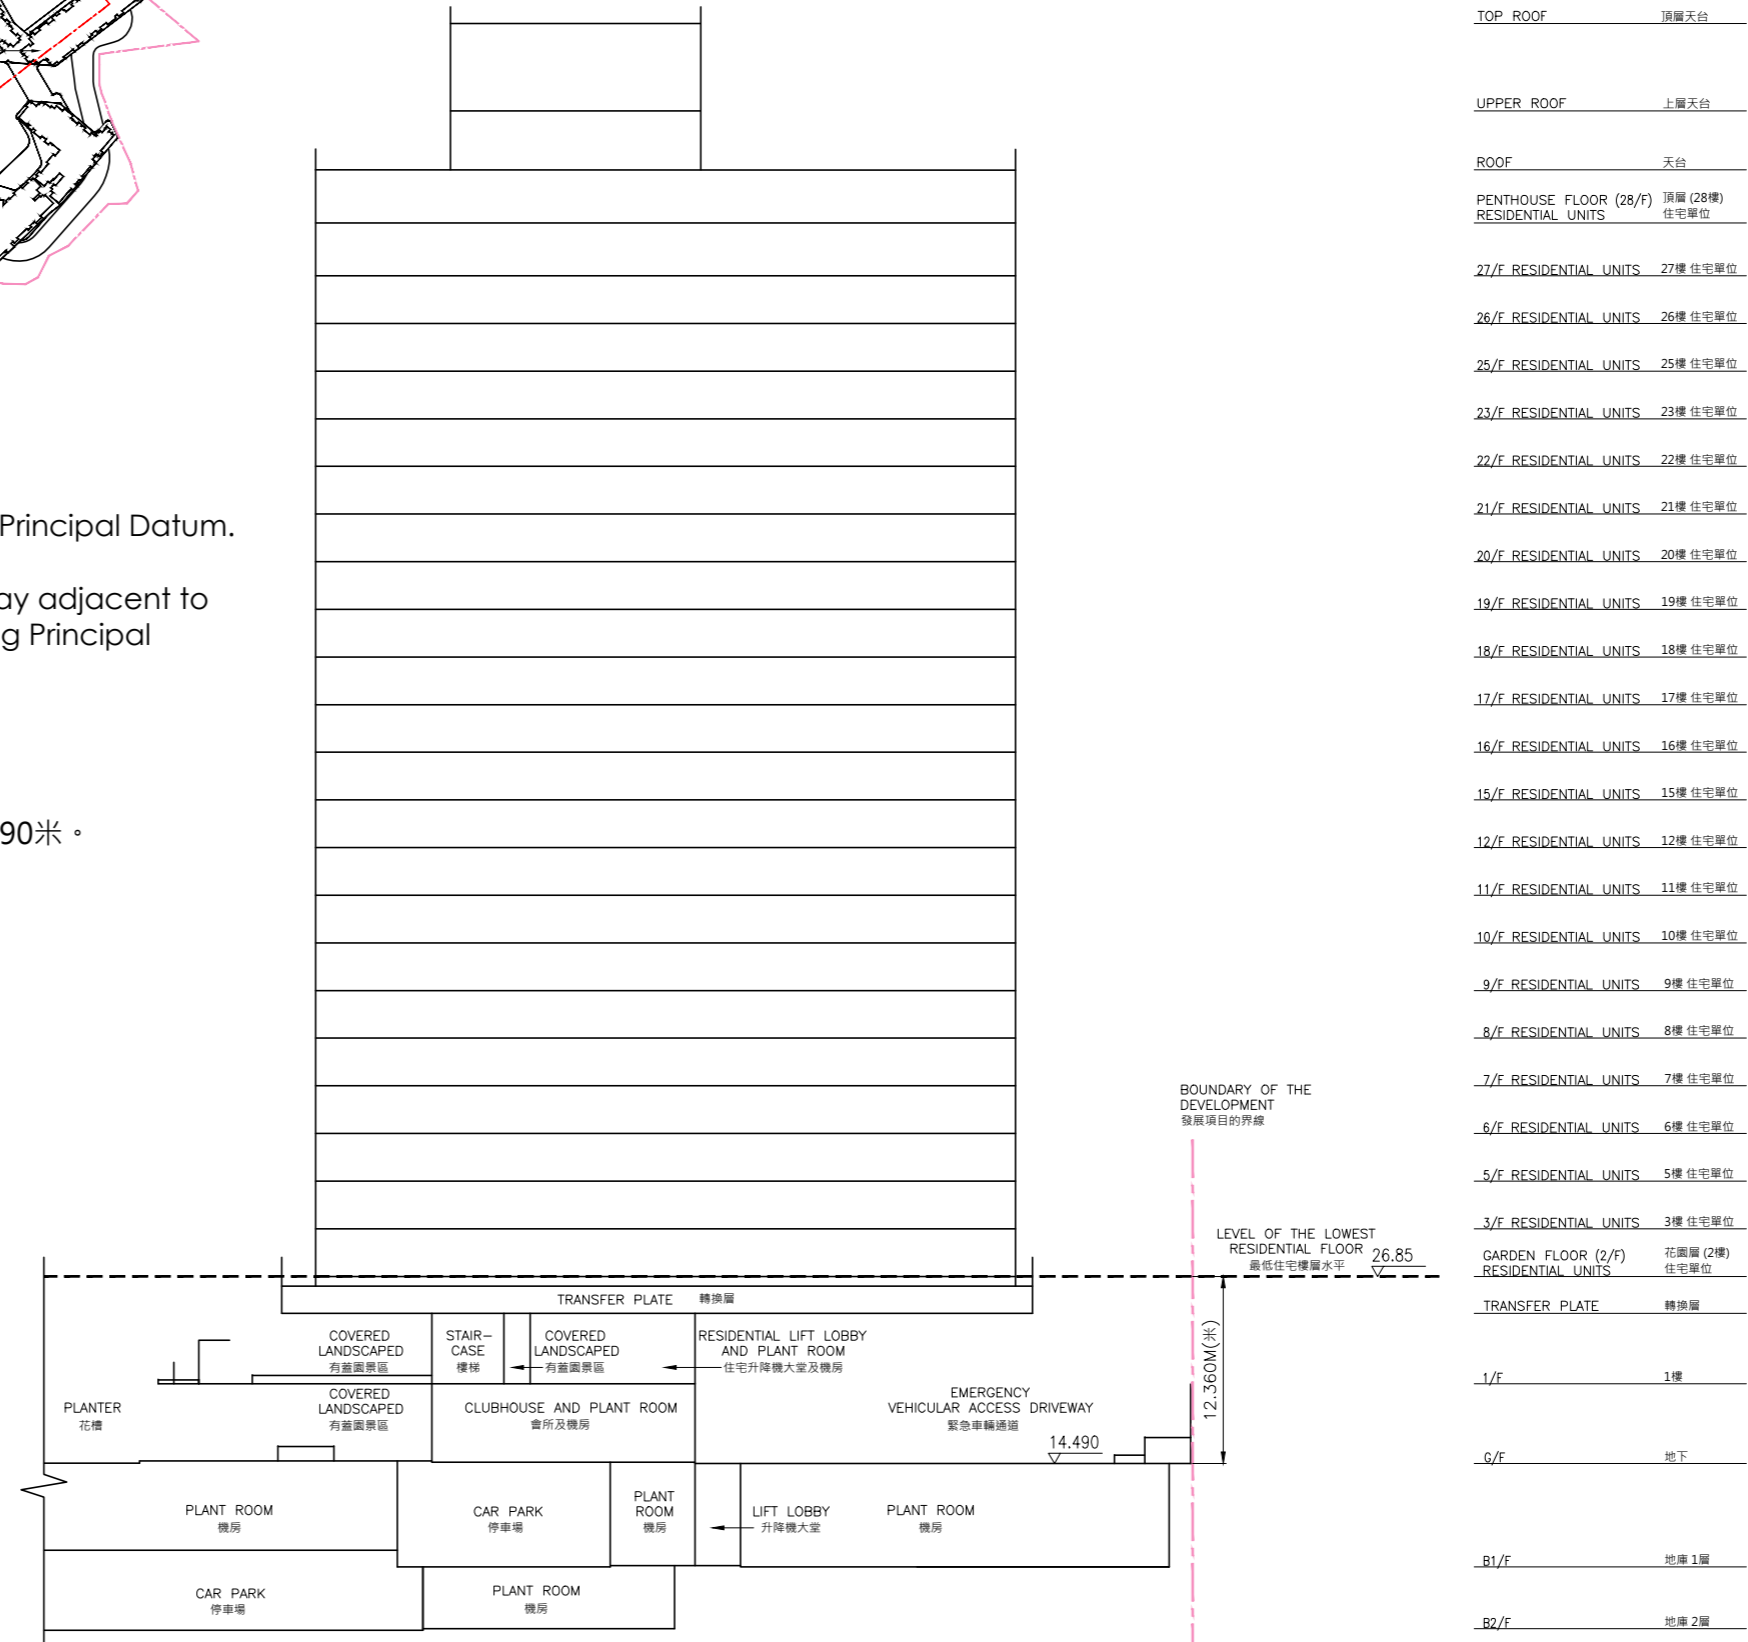 Principal Datum.
ay adjacent to
g Principal
90米。
TRANSFER PLATE 轉換層
COVERED
LANDSCAPED
有蓋園景區
STAIR-
CASE
樓梯
COVERED
LANDSCAPED
有蓋園景區
RESIDENTIAL LIFT LOBBY
AND PLANT ROOM
住宅升降機大堂及機房
PLANTER
花槽
COVERED
LANDSCAPED
有蓋園景區
CLUBHOUSE AND PLANT ROOM
會所及機房
EMERGENCY
VEHICULAR ACCESS DRIVEWAY
緊急車輛通道
14.490
PLANT ROOM
機房
CAR PARK
停車場
PLANT
ROOM
機房
LIFT LOBBY
升降機大堂
PLANT ROOM
機房
CAR PARK
停車場
PLANT ROOM
機房
BOUNDARY OF THE
DEVELOPMENT
發展項目的界線
LEVEL OF THE LOWEST
RESIDENTIAL FLOOR
最低住宅樓層水平
26.85
12.360M(米)
TOP ROOF 頂層天台
UPPER ROOF 上層天台
ROOF 天台
PENTHOUSE FLOOR (28/F) 頂層 (28樓)
RESIDENTIAL UNITS 住宅單位
27/F RESIDENTIAL UNITS 27樓 住宅單位
26/F RESIDENTIAL UNITS 26樓 住宅單位
25/F RESIDENTIAL UNITS 25樓 住宅單位
23/F RESIDENTIAL UNITS 23樓 住宅單位
22/F RESIDENTIAL UNITS 22樓 住宅單位
21/F RESIDENTIAL UNITS 21樓 住宅單位
20/F RESIDENTIAL UNITS 20樓 住宅單位
19/F RESIDENTIAL UNITS 19樓 住宅單位
18/F RESIDENTIAL UNITS 18樓 住宅單位
17/F RESIDENTIAL UNITS 17樓 住宅單位
16/F RESIDENTIAL UNITS 16樓 住宅單位
15/F RESIDENTIAL UNITS 15樓 住宅單位
12/F RESIDENTIAL UNITS 12樓 住宅單位
11/F RESIDENTIAL UNITS 11樓 住宅單位
10/F RESIDENTIAL UNITS 10樓 住宅單位
9/F RESIDENTIAL UNITS 9樓 住宅單位
8/F RESIDENTIAL UNITS 8樓 住宅單位
7/F RESIDENTIAL UNITS 7樓 住宅單位
6/F RESIDENTIAL UNITS 6樓 住宅單位
5/F RESIDENTIAL UNITS 5樓 住宅單位
3/F RESIDENTIAL UNITS 3樓 住宅單位
GARDEN FLOOR (2/F) 花園層 (2樓)
RESIDENTIAL UNITS 住宅單位
TRANSFER PLATE 轉換層
1/F 1樓
G/F 地下
B1/F 地庫 1層
B2/F 地庫 2層